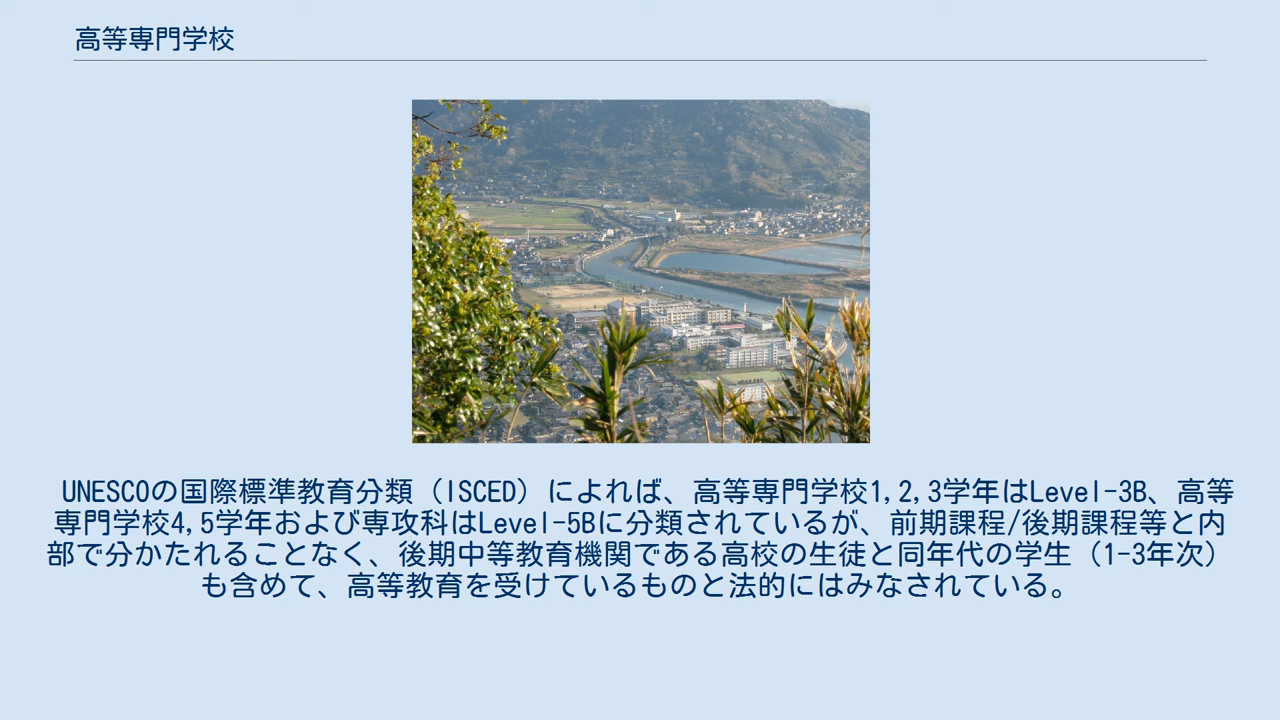 高等専門学校
UNESCOの国際標準教育分類（ISCED）によれば、高等専門学校1,2,3学年はLevel-3B、高等
専門学校4,5学年および専攻科はLevel-5Bに分類されているが、前期課程/後期課程等と内
部で分かたれることなく、後期中等教育機関である高校の生徒と同年代の学生（1-3年次）
も含めて、高等教育を受けているものと法的にはみなされている。